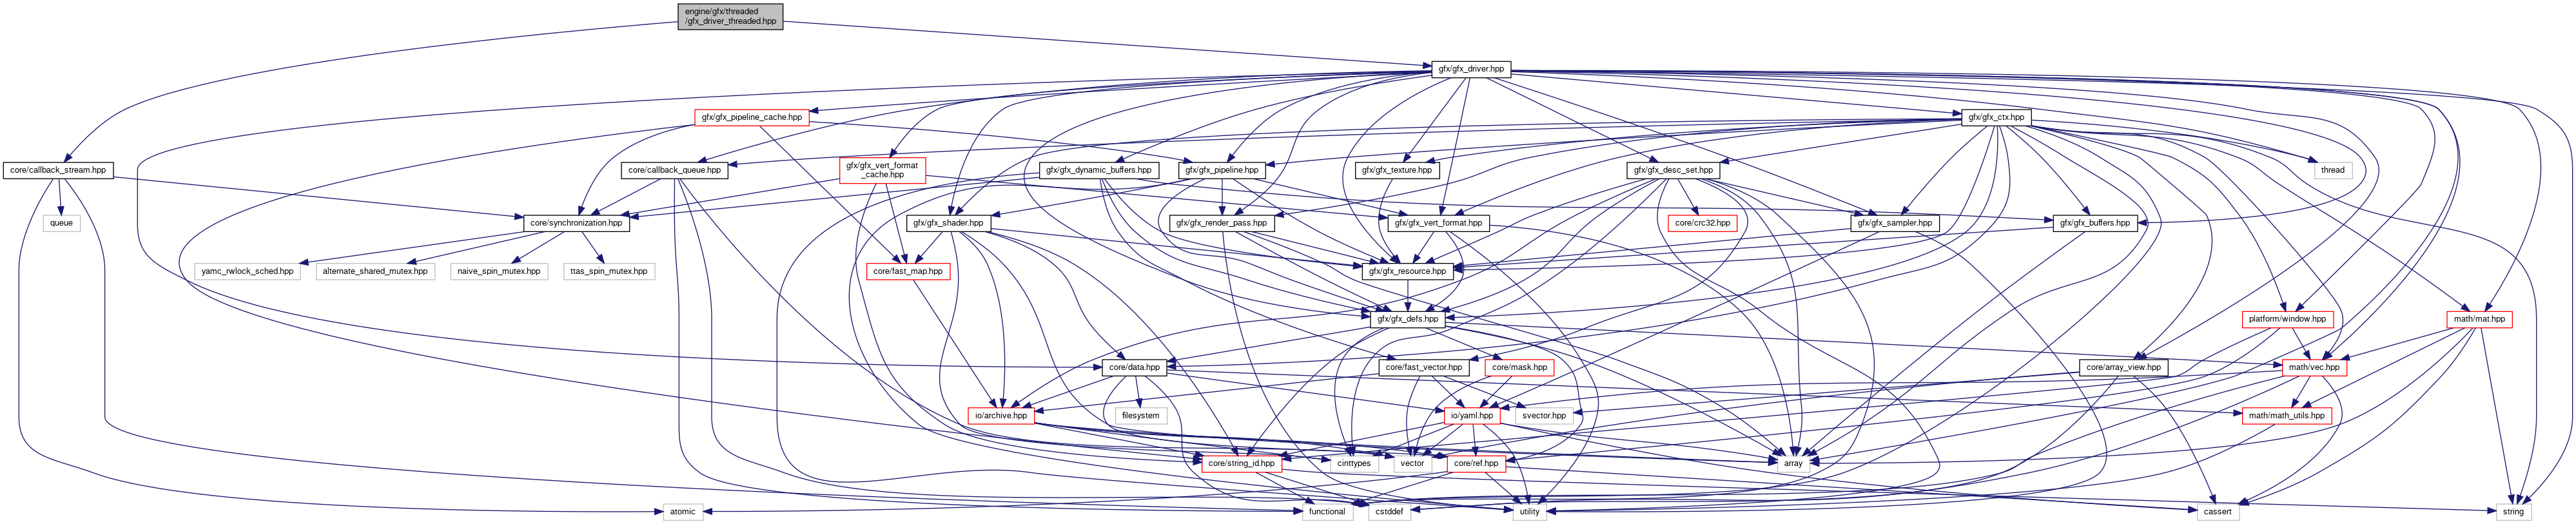 engine/gfx/threaded
/gfx_driver_threaded.hpp
gfx/gfx_driver.hpp
gfx/gfx_pipeline_cache.hpp
gfx/gfx_ctx.hpp
core/callback_stream.hpp
core/callback_queue.hpp
gfx/gfx_vert_format
_cache.hpp
gfx/gfx_dynamic_buffers.hpp
gfx/gfx_pipeline.hpp
gfx/gfx_texture.hpp
gfx/gfx_desc_set.hpp
thread
queue
core/synchronization.hpp
gfx/gfx_shader.hpp
gfx/gfx_render_pass.hpp
gfx/gfx_vert_format.hpp
core/crc32.hpp
gfx/gfx_sampler.hpp
gfx/gfx_buffers.hpp
yamc_rwlock_sched.hpp
alternate_shared_mutex.hpp
naive_spin_mutex.hpp
ttas_spin_mutex.hpp
core/fast_map.hpp
gfx/gfx_resource.hpp
gfx/gfx_defs.hpp
platform/window.hpp
math/mat.hpp
core/data.hpp
core/fast_vector.hpp
core/mask.hpp
core/array_view.hpp
math/vec.hpp
io/archive.hpp
filesystem
io/yaml.hpp
svector.hpp
math/math_utils.hpp
core/string_id.hpp
cinttypes
vector
core/ref.hpp
array
atomic
functional
cstddef
utility
cassert
string